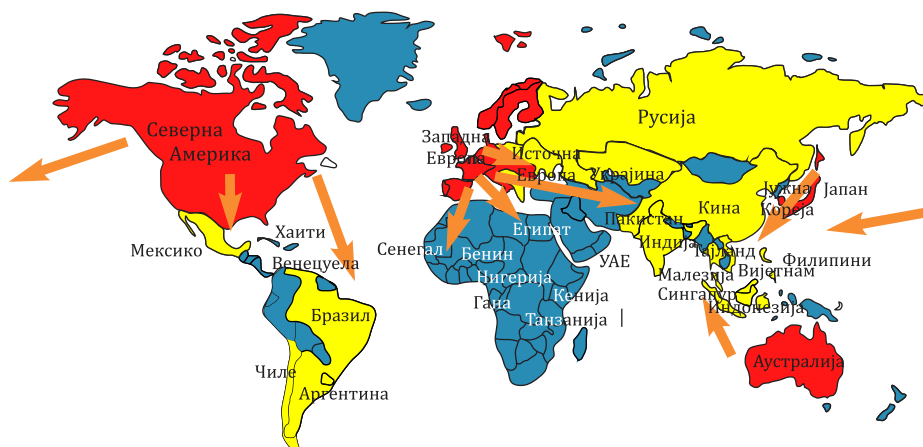 Северна
Америка
Мексико
Хаити
Венецуела
Бразил
Чиле
Аргентина
Западна
Европа
Источна
Европа
Украјина
Русија
Сенегал
Бенин
Египат
Нигерија
Гана
Кенија
Танзанија
УАЕ
Пакистан
Индија
Кина
Јужна
Кореја
Јапан
Тајланд
Вијетнам
Филипини
Малезија
Сингапур
Индонезија
Аустралија